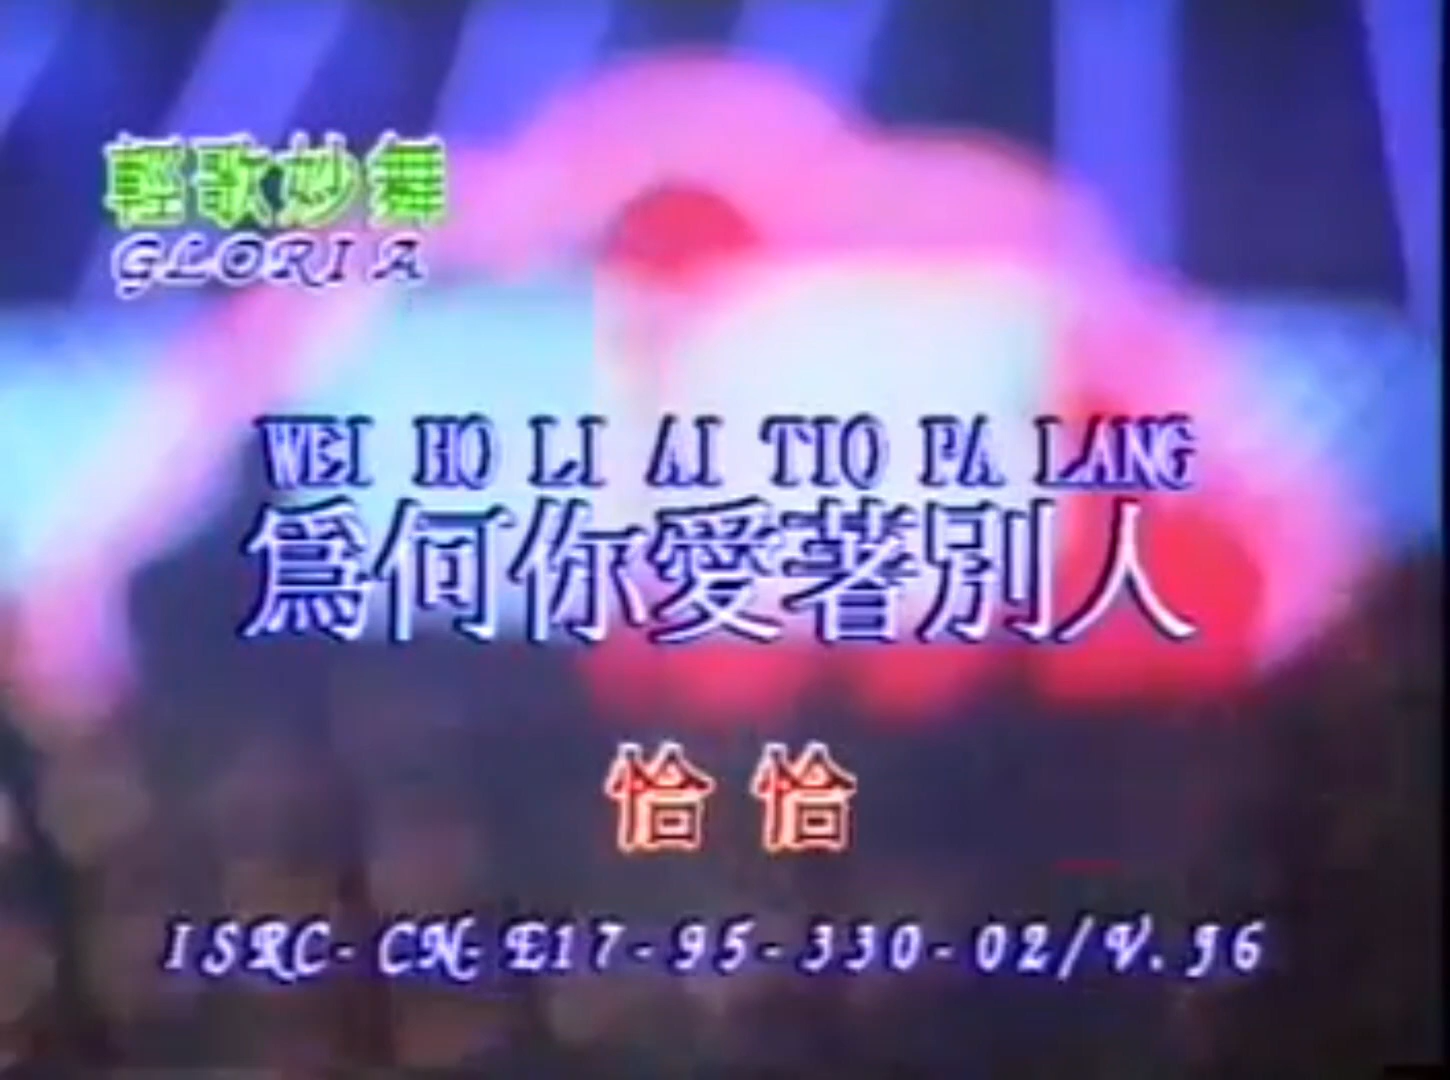 輕歌妙舞
GLORIA
WEI HO LI AI TIO PA LANG
爲何你愛著別人
恰恰
ISRC-CN-E17-95-330-02/V.J6